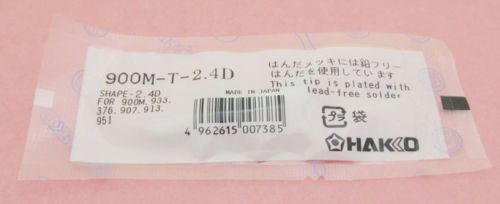 900M-T-2.4D
SHAPE-2.4D
FOR 900M.933.
376.907.913.
951
MADE IN JAPAN
4 962615 007385
はんだメッキには鉛フリー
はんだを使用しています
This tip is plated with
lead-free solder
プラ 袋
HAKKO